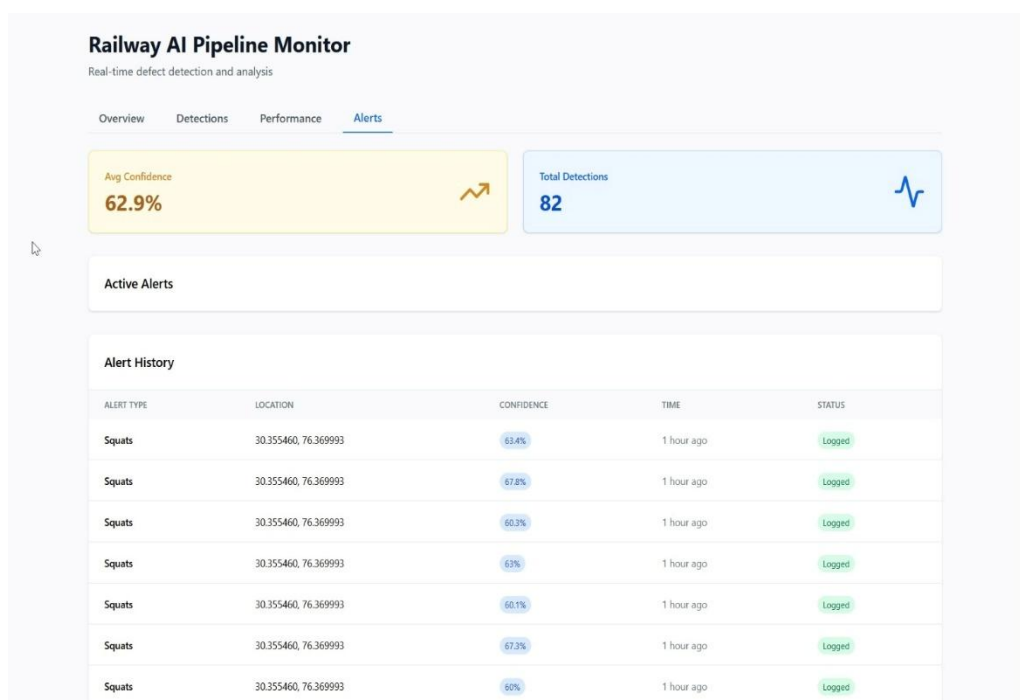 Railway AI Pipeline Monitor
Real-time defect detection and analysis
Overview Detections Performance Alerts
Avg Confidence
62.9%
Total Detections
82
Active Alerts
Alert History
ALERT TYPE LOCATION CONFIDENCE TIME STATUS
Squats 30.355460, 76.369993 63.4% 1 hour ago Logged
Squats 30.355460, 76.369993 67.8% 1 hour ago Logged
Squats 30.355460, 76.369993 60.3% 1 hour ago Logged
Squats 30.355460, 76.369993 63% 1 hour ago Logged
Squats 30.355460, 76.369993 60.1% 1 hour ago Logged
Squats 30.355460, 76.369993 67.3% 1 hour ago Logged
Squats 30.355460, 76.369993 60% 1 hour ago Logged